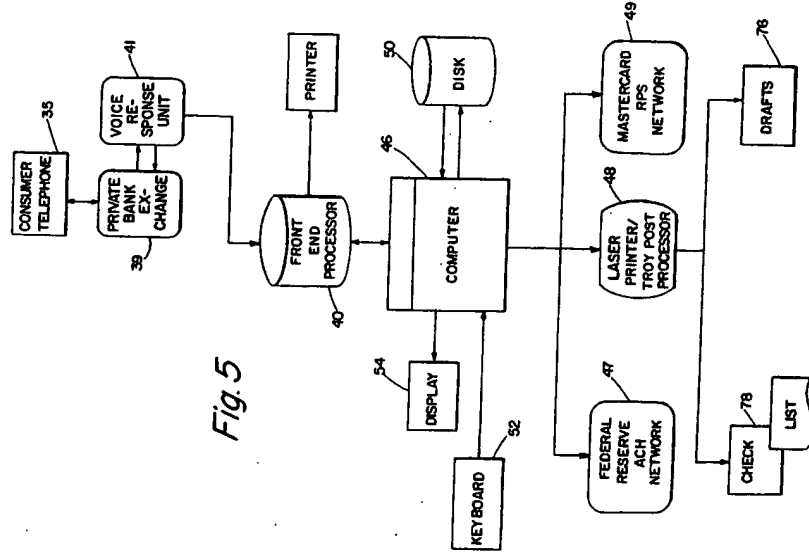 CONSUMER
TELEPHONE
35
PRIVATE
BANK
EX-
CHANGE
39
VOICE
RE-
SPONSE
UNIT
41
FRONT
END
PROCESSOR
40
PRINTER
Fig. 5
COMPUTER
46
DISK
50
DISPLAY
54
KEYBOARD
52
FEDERAL
RESERVE
ACH
NETWORK
47
LASER
PRINTER/
TROY POST
PROCESSOR
48
MASTERCARD
RPS
NETWORK
49
CHECK
78
LIST
DRAFTS
76